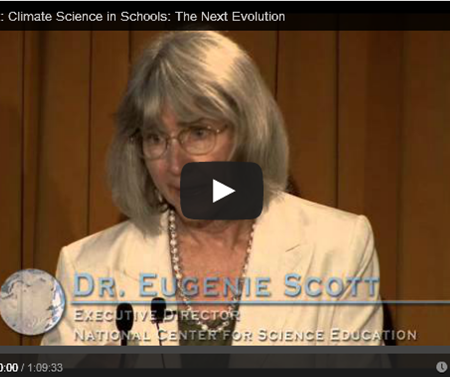 : Climate Science in Schools: The Next Evolution
DR. EUGENIE SCOTT
EXECUTIVE DIRECTOR
NATIONAL CENTER FOR SCIENCE EDUCATION
0:00 / 1:09:33